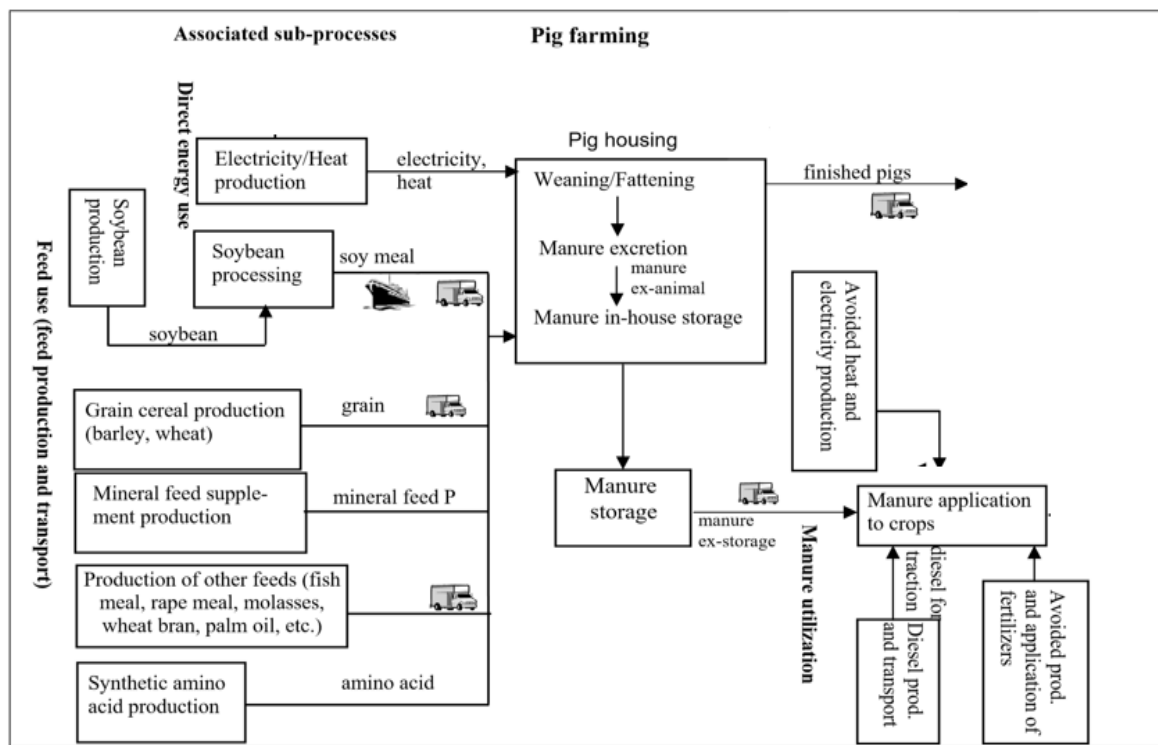 Associated sub-processes
Pig farming
Direct energy use
Electricity/Heat
production
electricity,
heat
Pig housing
Weaning/Fattening
Manure excretion
manure
ex-animal
Manure in-house storage
finished pigs
Feed use (feed production and transport)
Soybean
production
soybean
Soybean
processing
soy meal
Grain cereal production
(barley, wheat)
grain
Mineral feed supple-
ment production
mineral feed P
Production of other feeds (fish
meal, rape meal, molasses,
wheat bran, palm oil, etc.)
Synthetic amino
acid production
amino acid
Manure
storage
manure
ex-storage
Manure utilization
Avoided heat and
electricity production
Manure application
to crops
diesel for
traction
Diesel prod.
and transport
Avoided prod.
and application of
fertilizers